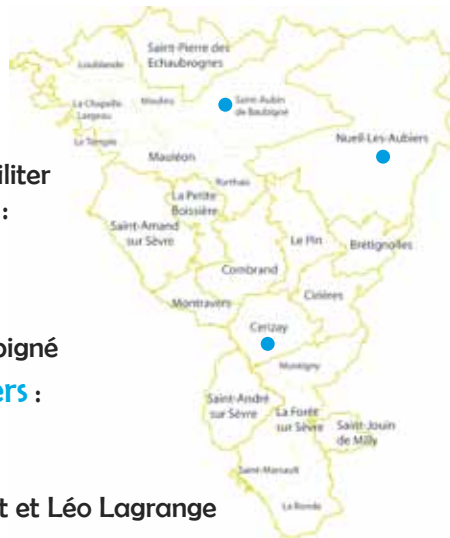 Saint-Pierre des
Echaubrognes
Loublande
La Chapelle
Largeau
Moulins
Saint-Aubin
de Baubigné
Le Temple
Nueil-Les-Aubiers
Mauléon
iliter
Rorthais
La Petite
Boissière
:
Saint-Amand
sur Sèvre
Le Pin
Brétignolles
Combrand
Montravers
Cirières
Cerizay
oigné
Montigny
ers :
Saint-André
sur Sèvre
La Forêt
sur Sèvre
Saint-Jouin
de Milly
Saint-Marsault
t et Léo Lagrange
La Ronde